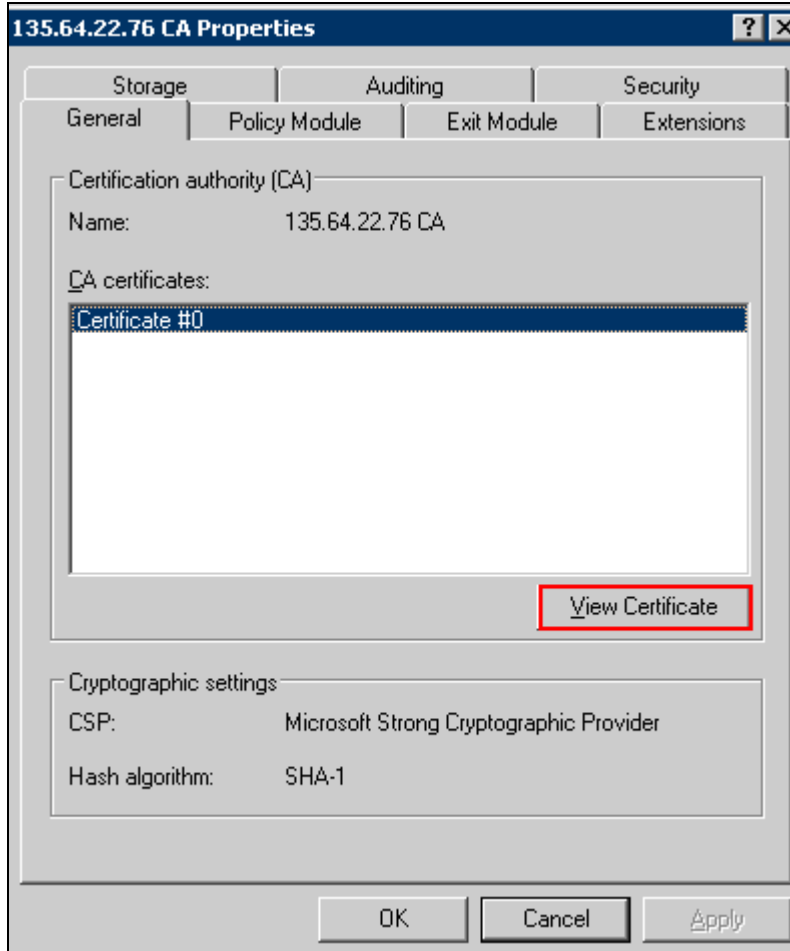 135.64.22.76 CA Properties
Storage Auditing Security
General Policy Module Exit Module Extensions
Certification authority (CA)
Name: 135.64.22.76 CA
CA certificates:
Certificate #0
View Certificate
Cryptographic settings
CSP: Microsoft Strong Cryptographic Provider
Hash algorithm: SHA-1
OK Cancel Apply